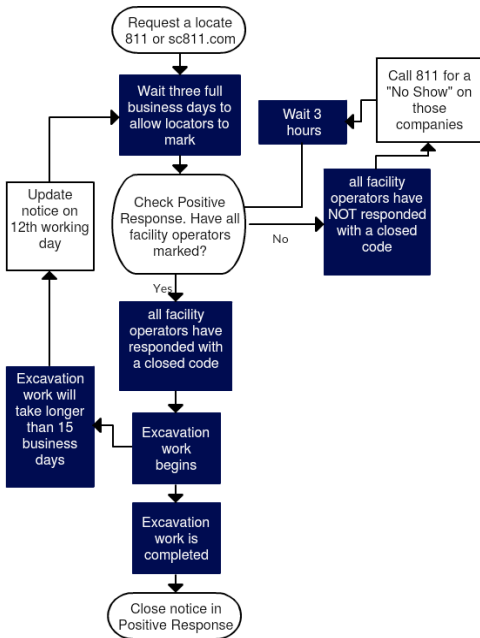 Request a locate
811 or sc811.com
Wait three full
business days to
allow locators to
mark
Wait 3
hours
Call 811 for a
"No Show" on
those
companies
Update
notice on
12th working
day
Check Positive
Response. Have all
facility operators
marked?
No
all facility
operators have
NOT responded
with a closed
code
Yes
all facility
operators have
responded with
a closed code
Excavation
work will
take longer
than 15
business
days
Excavation
work
begins
Excavation
work is
completed
Close notice in
Positive Response